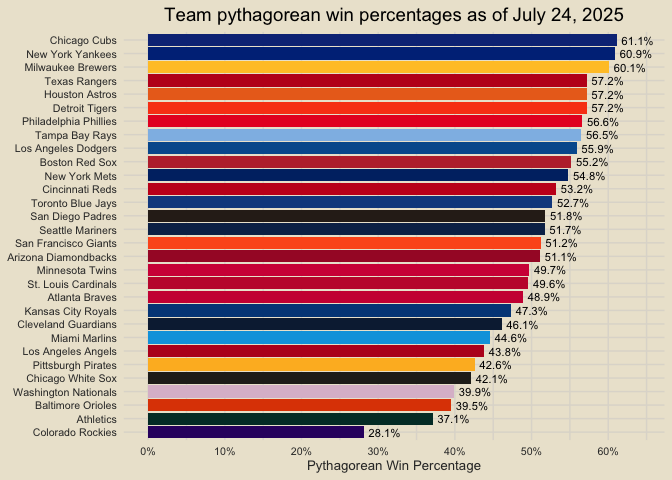 Team pythagorean win percentages as of July 24, 2025
Chicago Cubs 61.1%
New York Yankees 60.9%
Milwaukee Brewers 60.1%
Texas Rangers 57.2%
Houston Astros 57.2%
Detroit Tigers 57.2%
Philadelphia Phillies 56.6%
Tampa Bay Rays 56.5%
Los Angeles Dodgers 55.9%
Boston Red Sox 55.2%
New York Mets 54.8%
Cincinnati Reds 53.2%
Toronto Blue Jays 52.7%
San Diego Padres 51.8%
Seattle Mariners 51.7%
San Francisco Giants 51.2%
Arizona Diamondbacks 51.1%
Minnesota Twins 49.7%
St. Louis Cardinals 49.6%
Atlanta Braves 48.9%
Kansas City Royals 47.3%
Cleveland Guardians 46.1%
Miami Marlins 44.6%
Los Angeles Angels 43.8%
Pittsburgh Pirates 42.6%
Chicago White Sox 42.1%
Washington Nationals 39.9%
Baltimore Orioles 39.5%
Athletics 37.1%
Colorado Rockies 28.1%
0% 10% 20% 30% 40% 50% 60%
Pythagorean Win Percentage